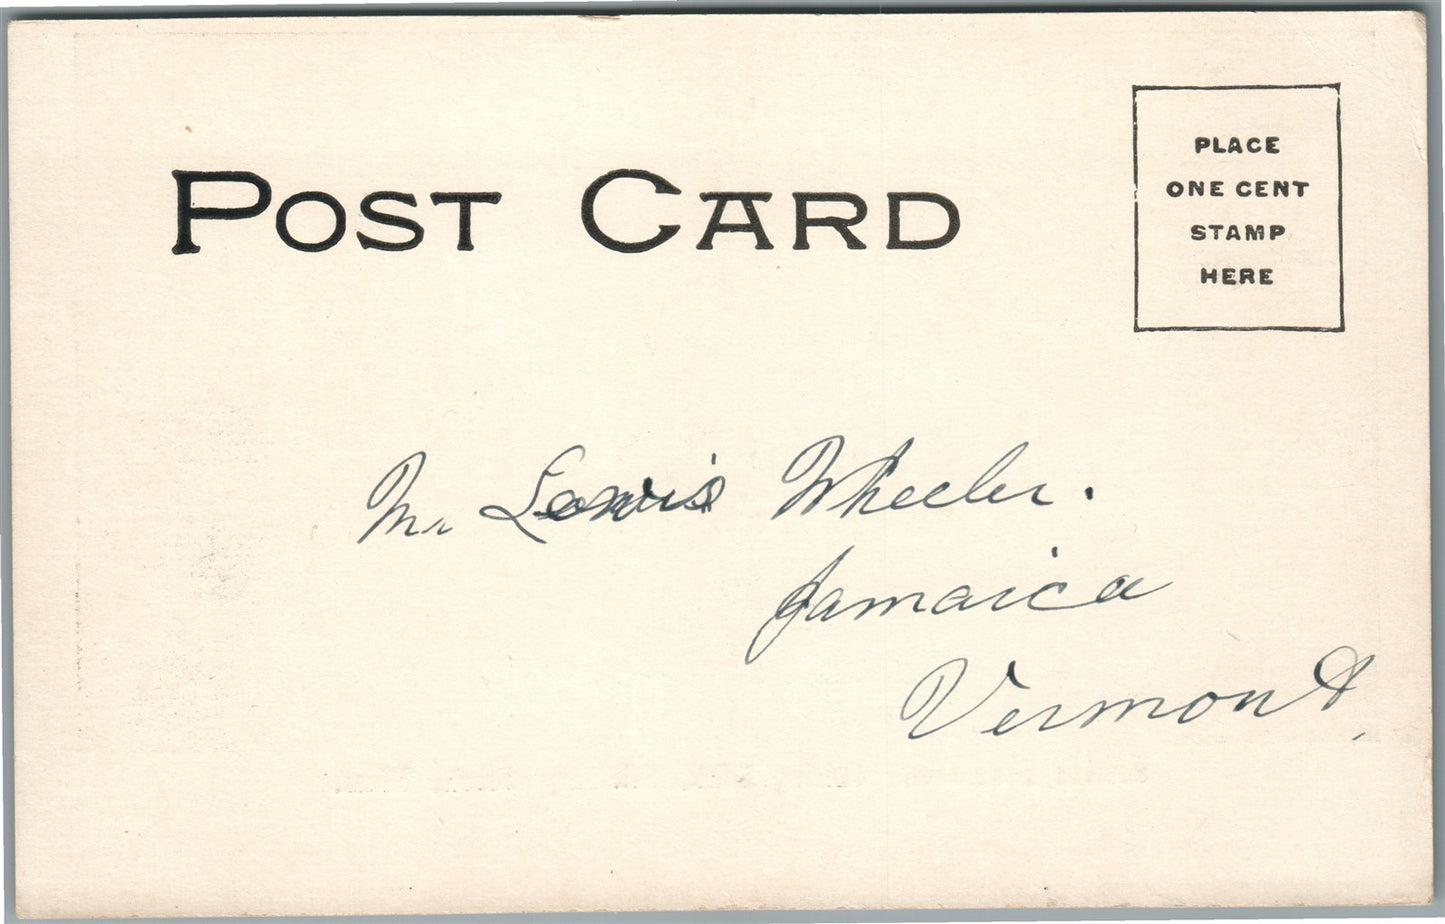 POST CARD
PLACE
ONE CENT
STAMP
HERE
Mr Lewis Wheeler.
Jamaica
Vermont,